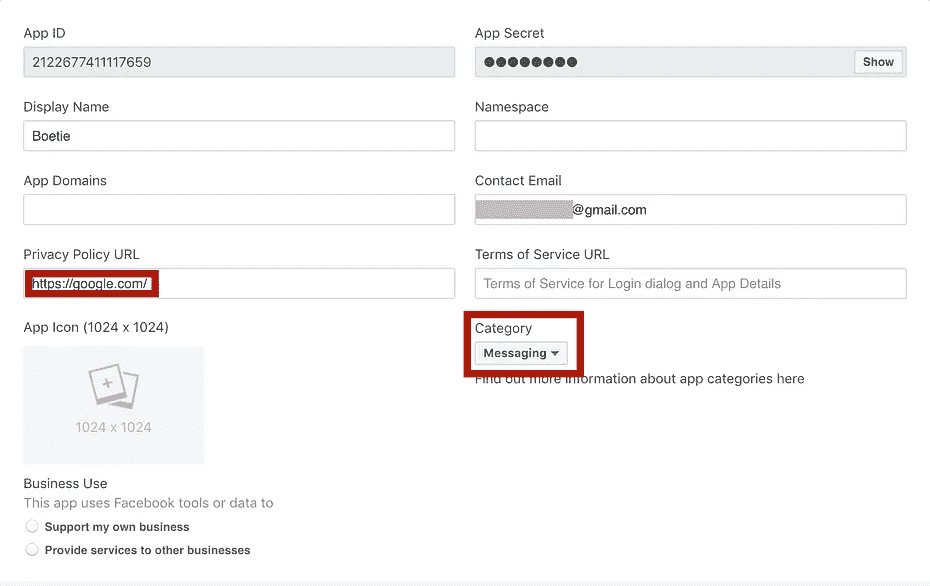 App ID
App Secret
2122677411117659
Show
Display Name
Namespace
Boetie
App Domains
Contact Email
@gmail.com
Privacy Policy URL
Terms of Service URL
https://google.com/
Terms of Service for Login dialog and App Details
App Icon (1024 x 1024)
Category
Messaging
Find out more information about app categories here
1024 x 1024
Business Use
This app uses Facebook tools or data to
Support my own business
Provide services to other businesses